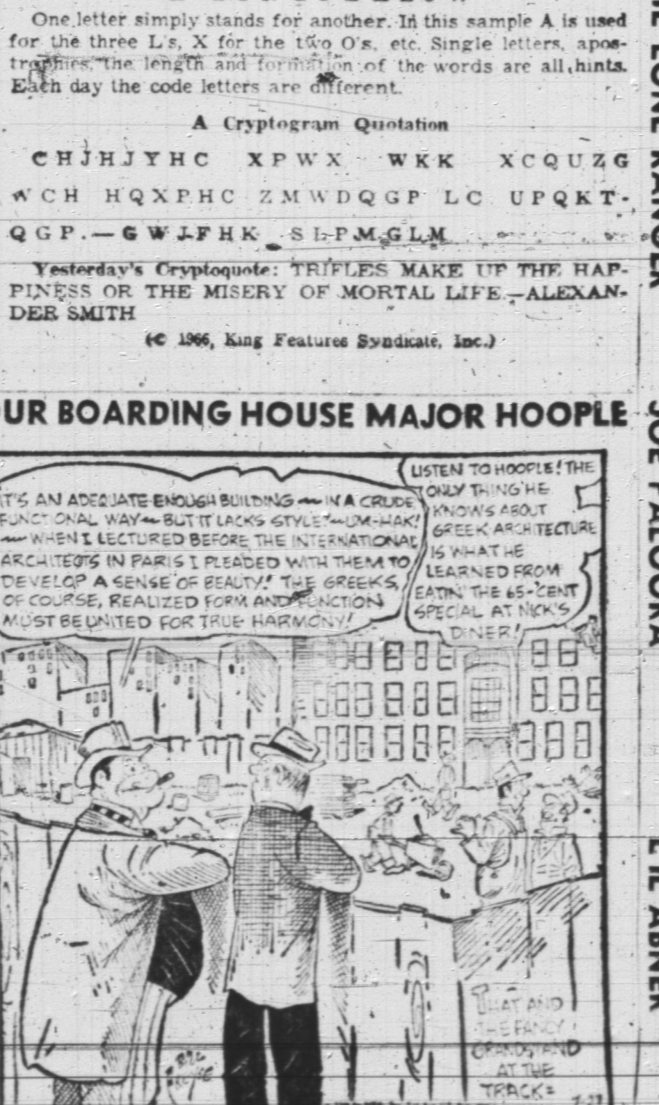 One letter simply stands for another. In this sample A is used
for the three L's, X for the two O's, etc. Single letters, apos-
trophies, the length and formation of the words are all hints.
Each day the code letters are different.
A Cryptogram Quotation
CHJHJYHC XPWX WKK XCQUZG
WCH HQXPHC ZMWDQGP LC UPQKT-
QGP.—GWJFHK SLPMGLM
Yesterday's Cryptoquote: TRIFLES MAKE UP THE HAP-
PINESS OR THE MISERY OF MORTAL LIFE.—ALEXAN-
DER SMITH
(© 1966, King Features Syndicate, Inc.)
UR BOARDING HOUSE MAJOR HOOPLE
IT'S AN ADEQUATE ENOUGH BUILDING ~ IN A CRUDE
FUNCTIONAL WAY ~ BUT IT LACKS STYLE! ~ UM-HAK!
~ WHEN I LECTURED BEFORE THE INTERNATIONAL
ARCHITECTS IN PARIS I PLEADED WITH THEM TO
DEVELOP A SENSE OF BEAUTY! THE GREEKS,
OF COURSE, REALIZED FORM AND FUNCTION
MUST BE UNITED FOR TRUE HARMONY!
LISTEN TO HOOPLE! THE
ONLY THING HE
KNOWS ABOUT
GREEK ARCHITECTURE
IS WHAT HE
LEARNED FROM
EATIN' THE 65-CENT
SPECIAL AT NICK'S
DINER!
THAT AND
THE FANCY
GRANDSTAND
AT THE
TRACK=
LONE RANGER
JOE PALOOKA
L'IL ABNER